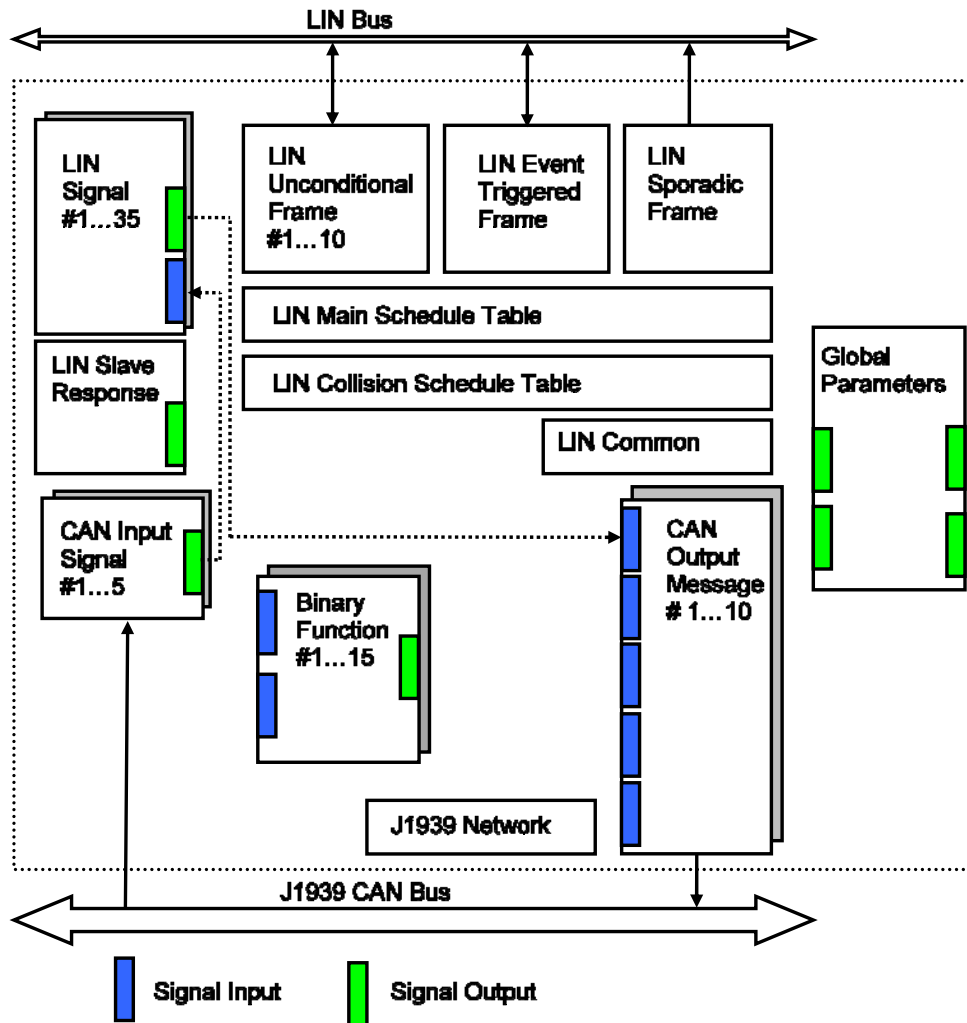 LIN Bus
LIN
Signal
#1...35
LIN
Unconditional
Frame
#1...10
LIN Event
Triggered
Frame
LIN
Sporadic
Frame
LIN Main Schedule Table
LIN Slave
Response
LIN Collision Schedule Table
Global
Parameters
LIN Common
CAN Input
Signal
#1...5
CAN
Output
Message
# 1...10
Binary
Function
#1...15
J1939 Network
J1939 CAN Bus
Signal Input
Signal Output